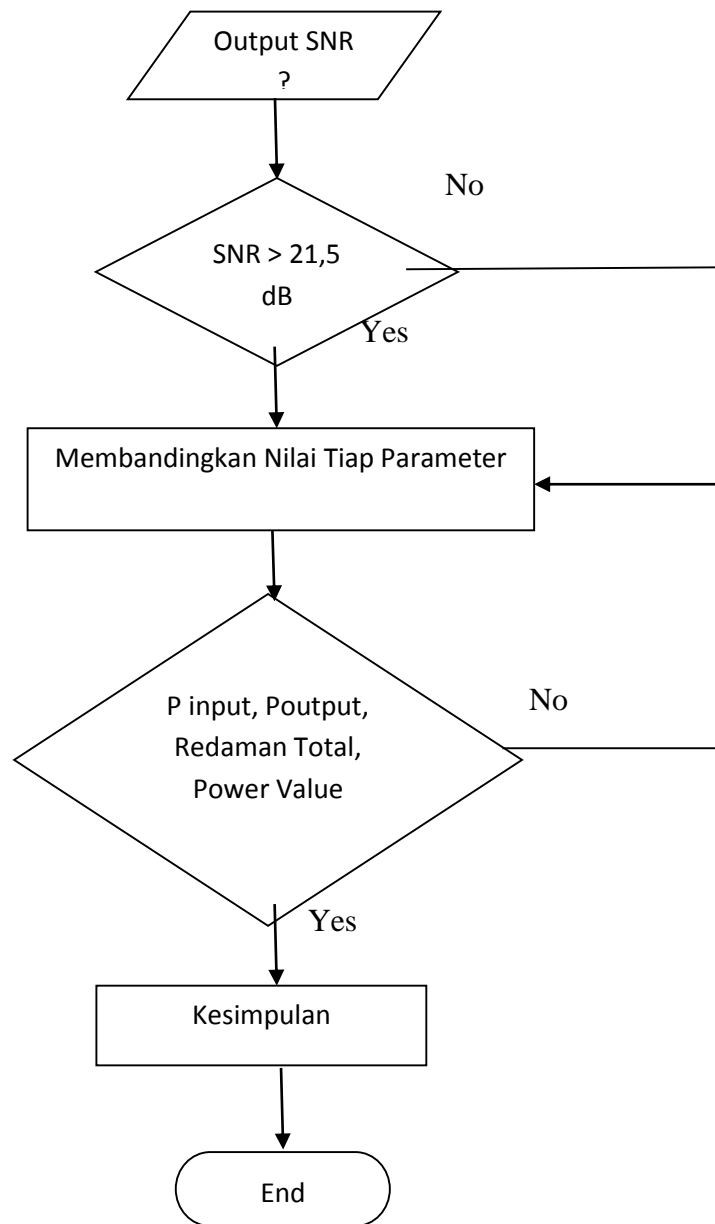 Output SNR
?
No
SNR > 21,5
dB
Yes
Membandingkan Nilai Tiap Parameter
P input, Poutput,
Redaman Total,
Power Value
No
Yes
Kesimpulan
End